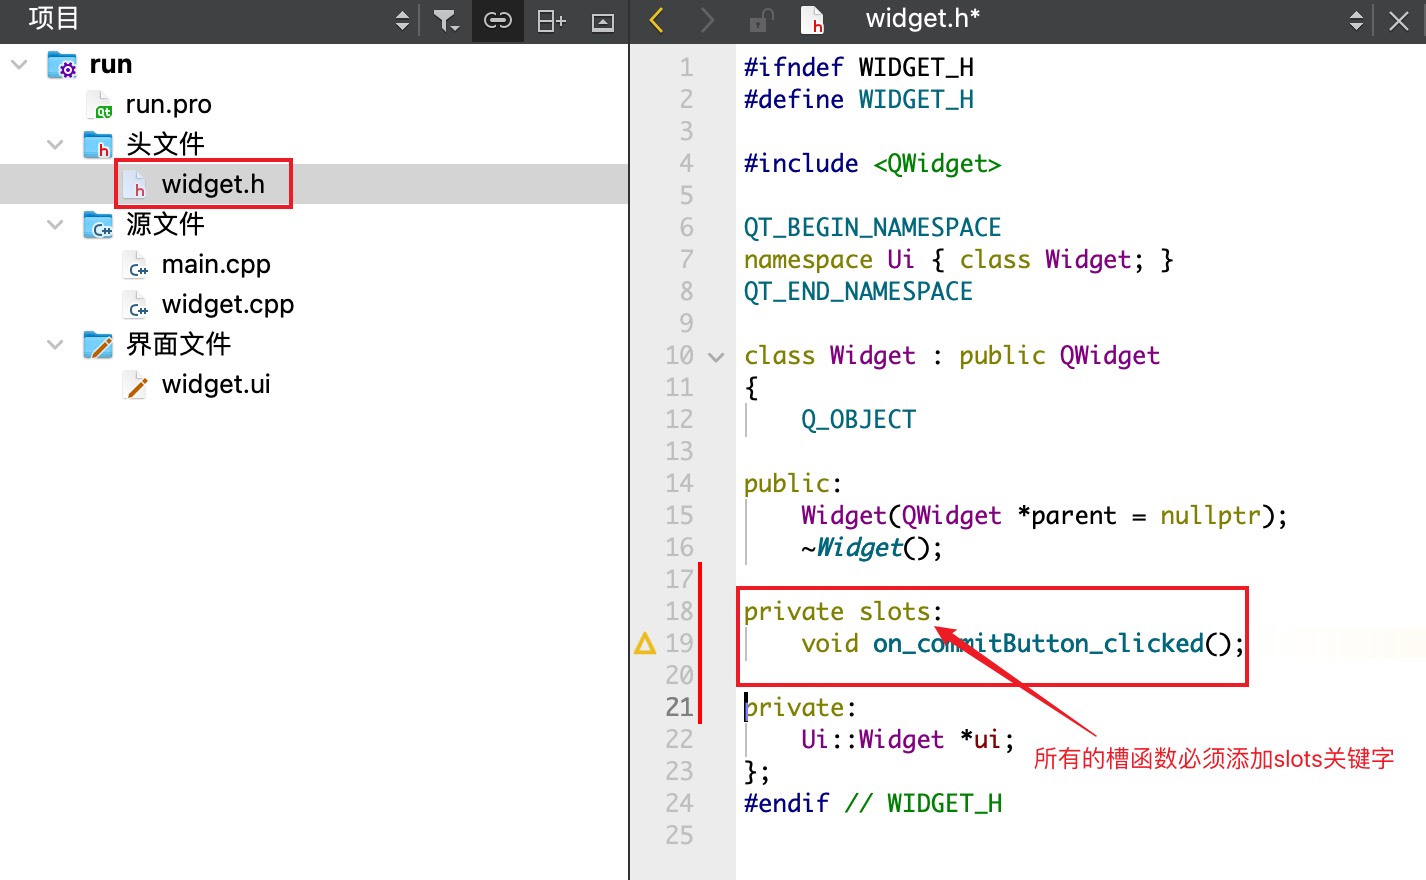 项目
run
run.pro
头文件
widget.h
源文件
main.cpp
widget.cpp
界面文件
widget.ui
widget.h*
1 #ifndef WIDGET_H
2 #define WIDGET_H
3
4 #include <QWidget>
5
6 QT_BEGIN_NAMESPACE
7 namespace Ui { class Widget; }
8 QT_END_NAMESPACE
9
10 class Widget : public QWidget
11 {
12 Q_OBJECT
13
14 public:
15 Widget(QWidget *parent = nullptr);
16 ~Widget();
17
18 private slots:
19 void on_commitButton_clicked();
20
21 private:
22 Ui::Widget *ui;
所有的槽函数必须添加slots关键字
23 };
24 #endif // WIDGET_H
25